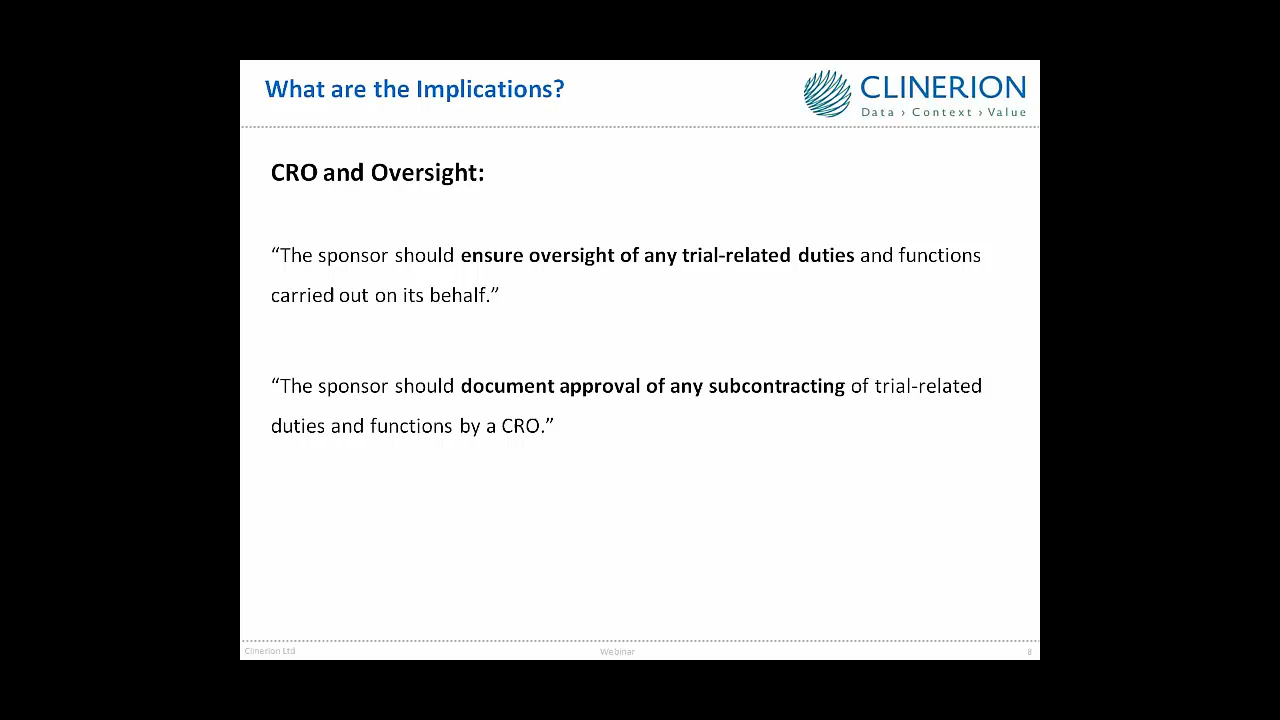 What are the Implications?
CLINERION
Data › Context › Value
CRO and Oversight:
“The sponsor should ensure oversight of any trial-related duties and functions
carried out on its behalf.”
“The sponsor should document approval of any subcontracting of trial-related
duties and functions by a CRO.”
Clinerion Ltd
Webinar
8